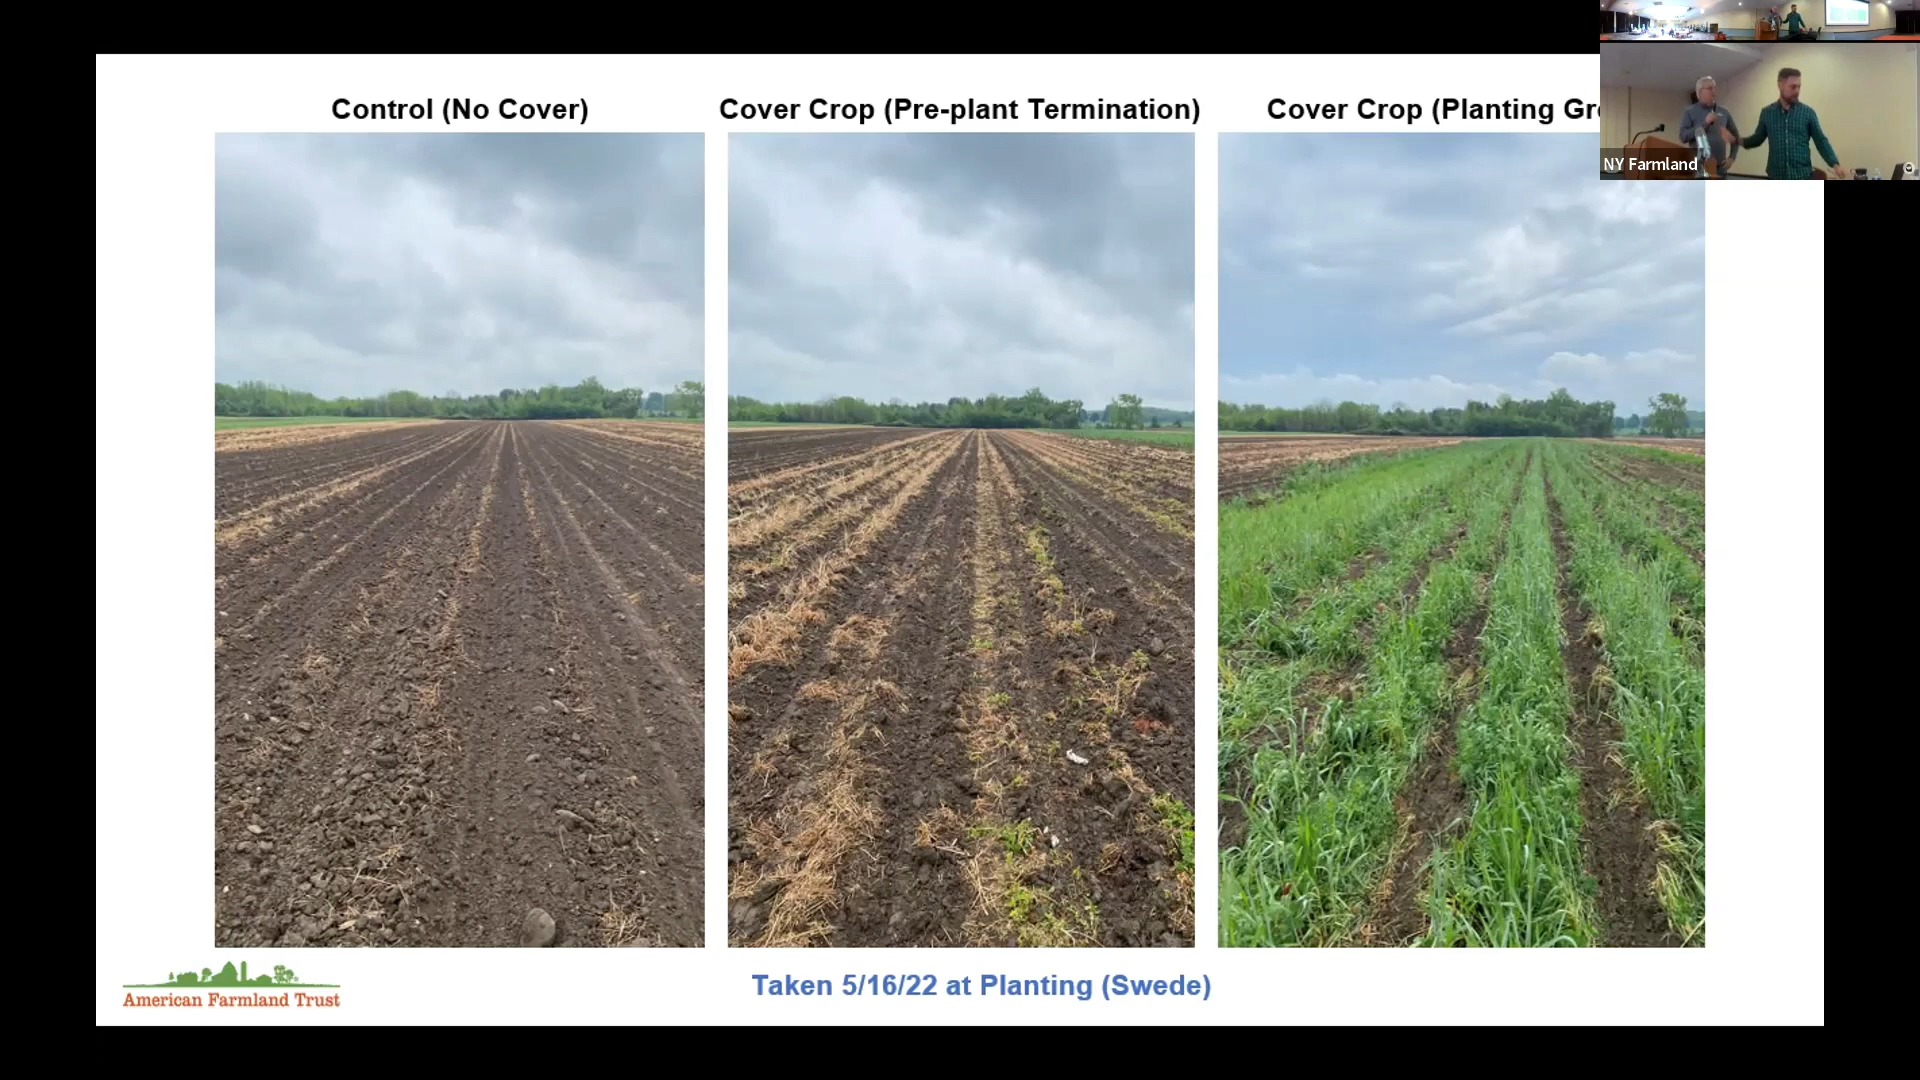 Control (No Cover)
Cover Crop (Pre-plant Termination)
Cover Crop (Planting Gr
NY Farmland
American Farmland Trust
Taken 5/16/22 at Planting (Swede)